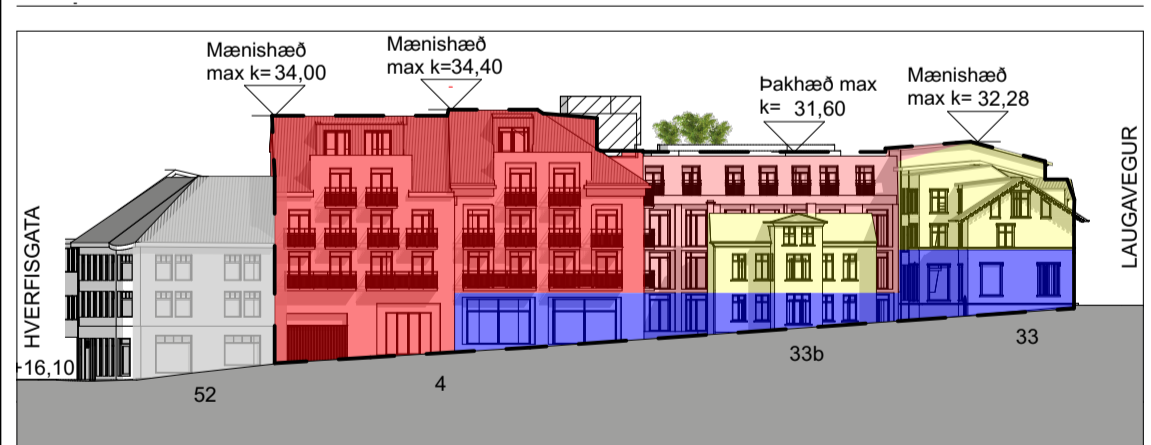 Mænishæð
max k= 34,00
Mænishæð
max k=34,40
Þakhæð max
k= 31,60
Mænishæð
max k= 32,28
HVERFISGATA
LAUGAVEGUR
+16,10
52
4
33b
33